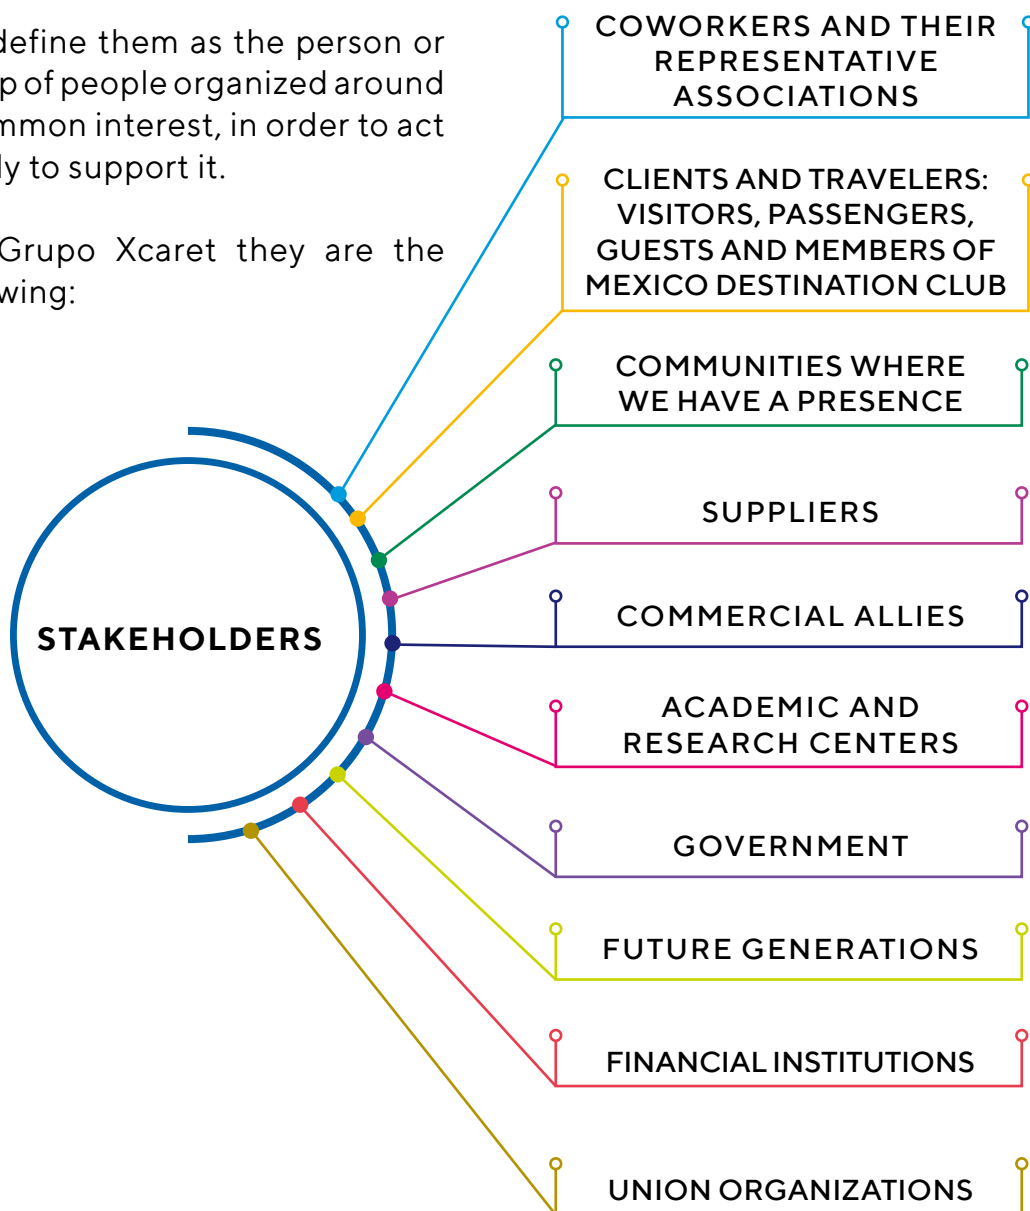 define them as the person or
p of people organized around
mmon interest, in order to act
ly to support it.
Grupo Xcaret they are the
wing:
STAKEHOLDERS
COWORKERS AND THEIR
REPRESENTATIVE
ASSOCIATIONS
CLIENTS AND TRAVELERS:
VISITORS, PASSENGERS,
GUESTS AND MEMBERS OF
MEXICO DESTINATION CLUB
COMMUNITIES WHERE
WE HAVE A PRESENCE
SUPPLIERS
COMMERCIAL ALLIES
ACADEMIC AND
RESEARCH CENTERS
GOVERNMENT
FUTURE GENERATIONS
FINANCIAL INSTITUTIONS
UNION ORGANIZATIONS